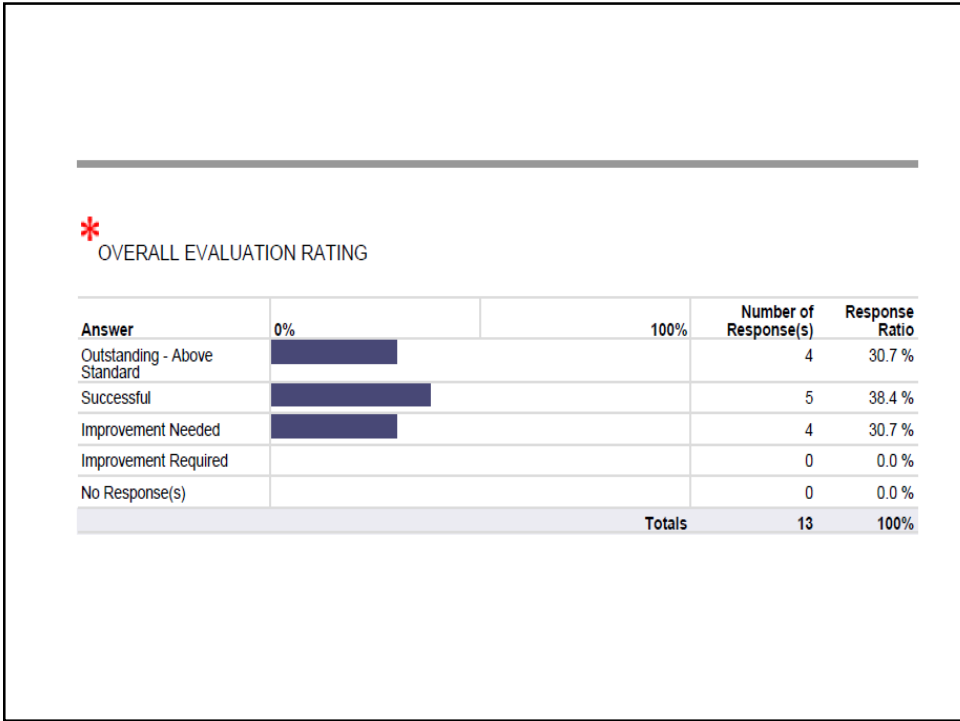 *
OVERALL EVALUATION RATING
Answer 0% 100% Number of Response(s) Response Ratio
Outstanding - Above Standard 4 30.7 %
Successful 5 38.4 %
Improvement Needed 4 30.7 %
Improvement Required 0 0.0 %
No Response(s) 0 0.0 %
Totals 13 100%